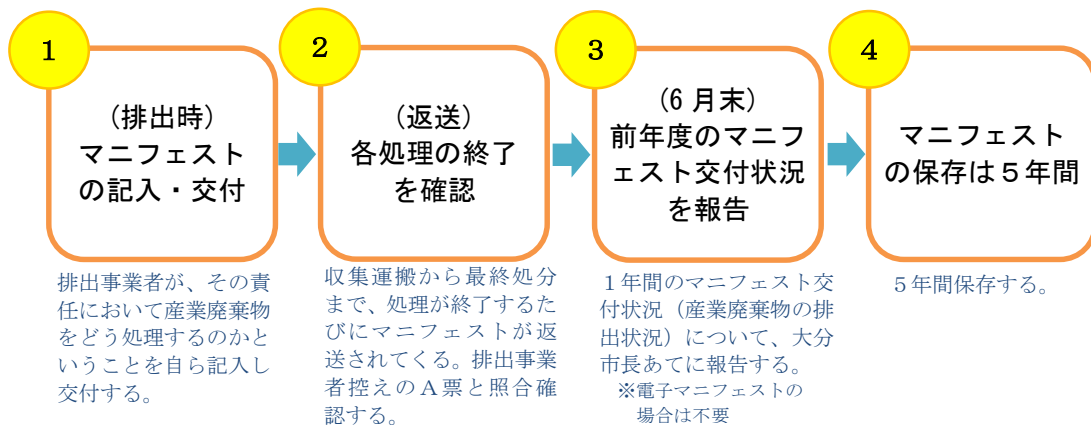 1
(排出時)
マニフェスト
の記入・交付
排出事業者が、その責
任において産業廃棄物
をどう処理するのかと
いうことを自ら記入し
交付する。
2
(返送)
各処理の終了
を確認
収集運搬から最終処分
まで、処理が終了するた
びにマニフェストが返
送されてくる。排出事業
者控えのA票と照合確
認する。
3
(6月末)
前年度のマニフ
ェスト交付状況
を報告
1年間のマニフェスト交
付状況(産業廃棄物の排
出状況)について、大分
市長あてに報告する。
※電子マニフェストの
場合は不要
4
マニフェスト
の保存は5年間
5年間保存する。